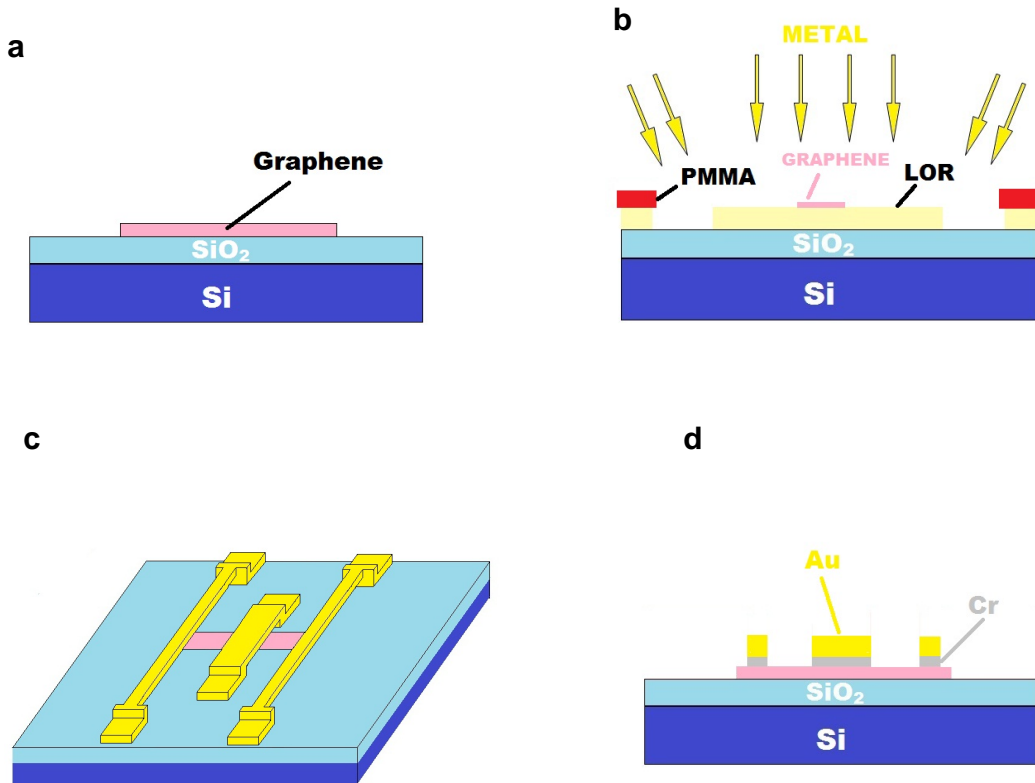 a
Graphene
SiO₂
Si
b
METAL
GRAPHENE
PMMA
LOR
SiO₂
Si
c
d
Au
Cr
SiO₂
Si